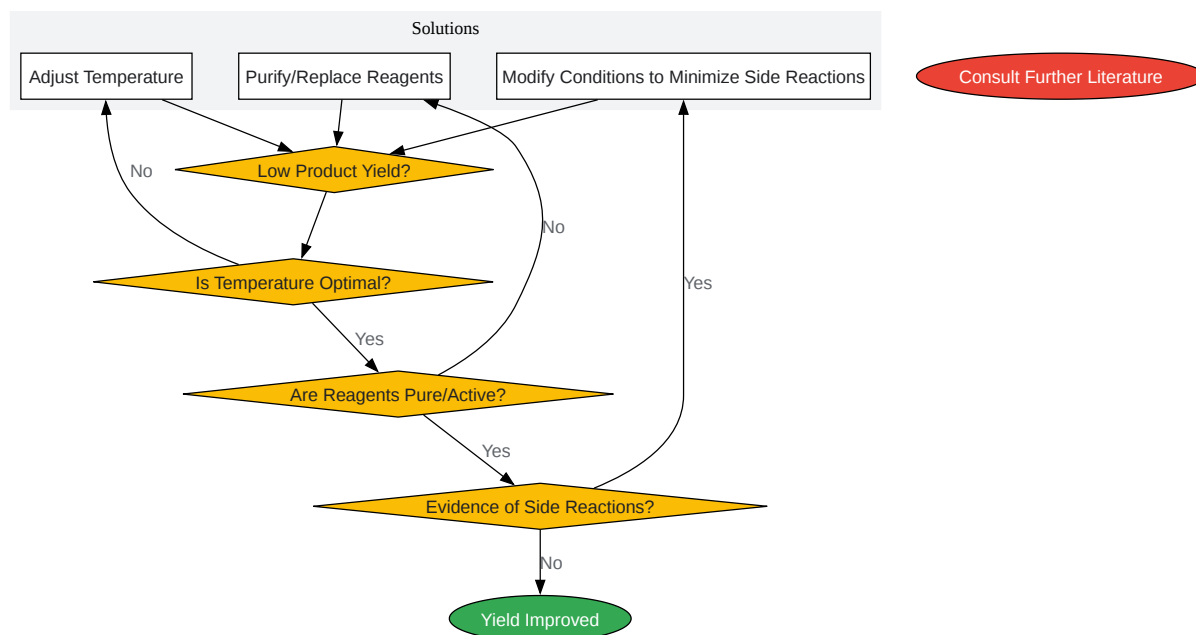 Solutions
Adjust Temperature
Purify/Replace Reagents
Modify Conditions to Minimize Side Reactions
Consult Further Literature
Low Product Yield?
No
No
Is Temperature Optimal?
Yes
Yes
Are Reagents Pure/Active?
Yes
Evidence of Side Reactions?
No
Yield Improved